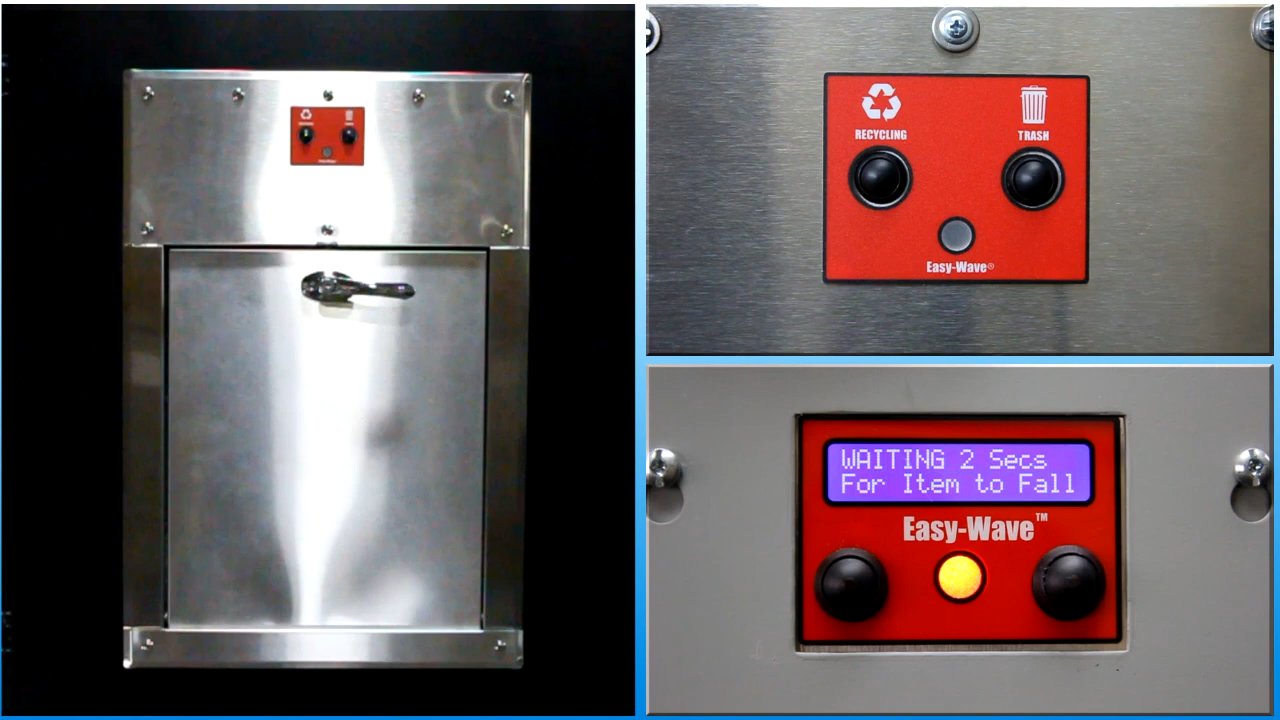 RECYCLING
TRASH
Easy-Wave®
WAITING 2 Secs
For Item to Fall
Easy-Wave™